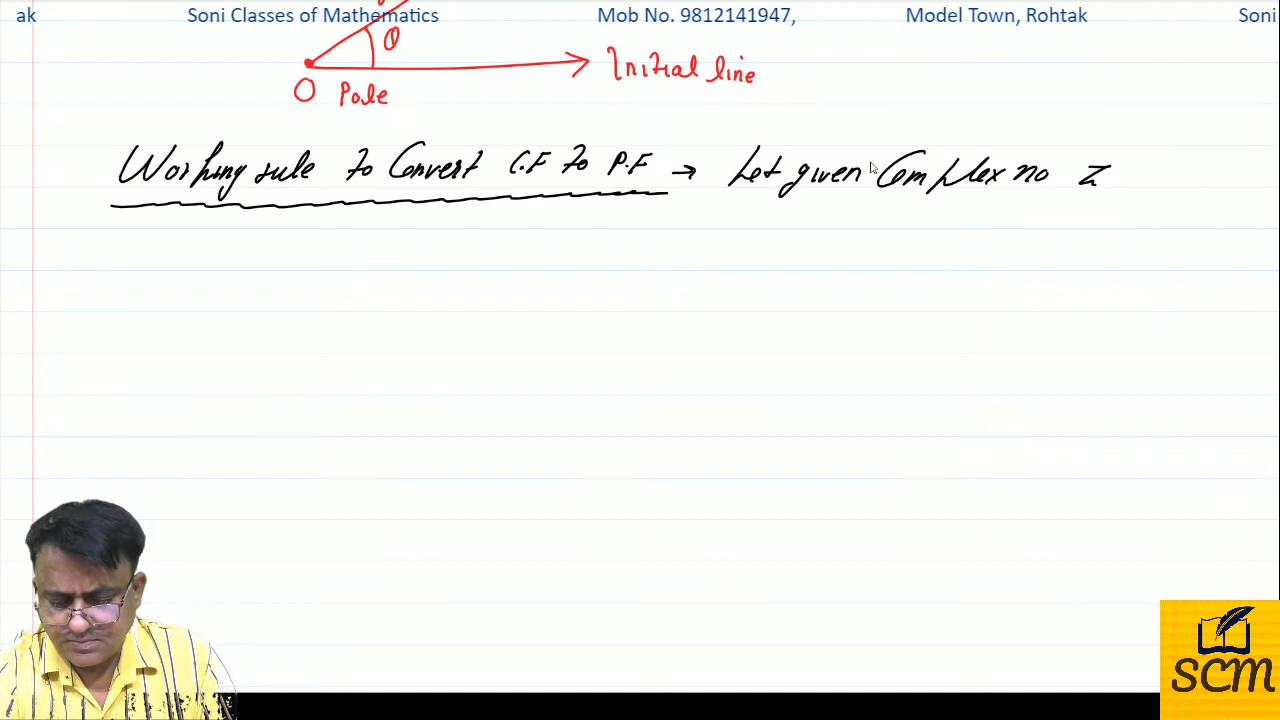 ak Soni Classes of Mathematics Mob No. 9812141947, Model Town, Rohtak Soni
θ
Initial line
O Pole
Working rule to Convert C.F to P.F → Let given Complex no z
SCM